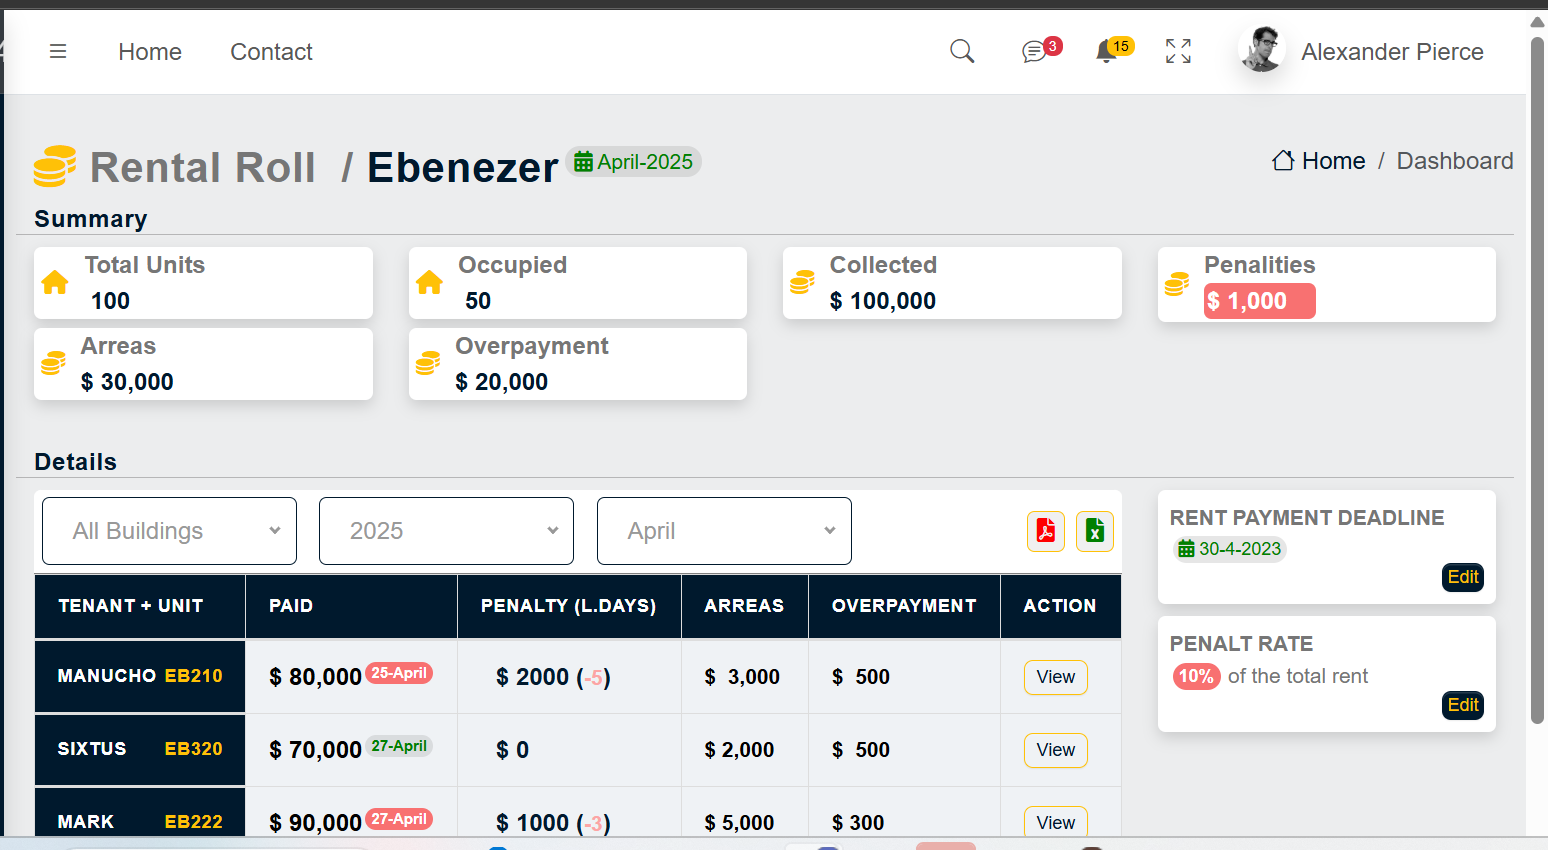 Home Contact 3 15 Alexander Pierce
Rental Roll / Ebenezer April-2025 Home / Dashboard
Summary
Total Units
100
Occupied
50
Collected
$ 100,000
Penalities
$ 1,000
Arreas
$ 30,000
Overpayment
$ 20,000
Details
All Buildings 2025 April
TENANT + UNIT PAID PENALTY (L.DAYS) ARREAS OVERPAYMENT ACTION
MANUCHO EB210 $ 80,000 25-April $ 2000 (-5) $ 3,000 $ 500 View
SIXTUS EB320 $ 70,000 27-April $ 0 $ 2,000 $ 500 View
MARK EB222 $ 90,000 27-April $ 1000 (-3) $ 5,000 $ 300 View
RENT PAYMENT DEADLINE
30-4-2023
Edit
PENALT RATE
10% of the total rent
Edit